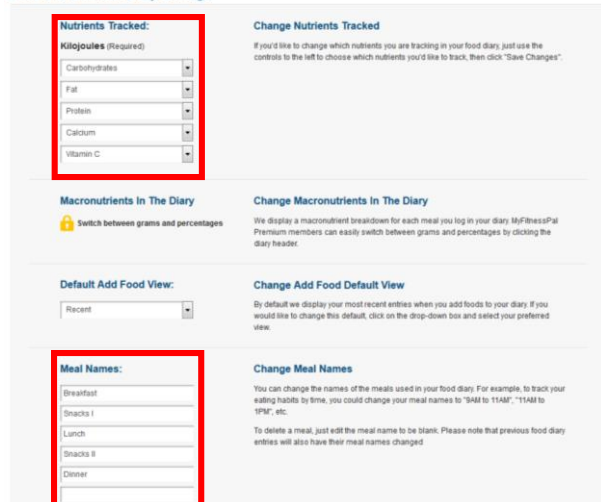 Nutrients Tracked:
Kilojoules (Required)
Carbohydrates
Fat
Protein
Calcium
Vitamin C
Change Nutrients Tracked
If you'd like to change which nutrients you are tracking in your food diary, just use the
controls to the left to choose which nutrients you'd like to track, then click "Save Changes".
Macronutrients In The Diary
Switch between grams and percentages
Change Macronutrients In The Diary
We display a macronutrient breakdown for each meal you log in your diary. MyFitnessPal
Premium members can easily switch between grams and percentages by clicking the
diary header.
Default Add Food View:
Recent
Change Add Food Default View
By default we display your most recent entries when you add foods to your diary. If you
would like to change this default, click on the drop-down box and select your preferred
view.
Meal Names:
Breakfast
Snacks I
Lunch
Snacks II
Dinner
Change Meal Names
You can change the names of the meals used in your food diary. For example, to track your
eating habits by time, you could change your meal names to "9AM to 11AM", "11AM to
1PM", etc.
To delete a meal, just edit the meal name to be blank. Please note that previous food diary
entries will also have their meal names changed